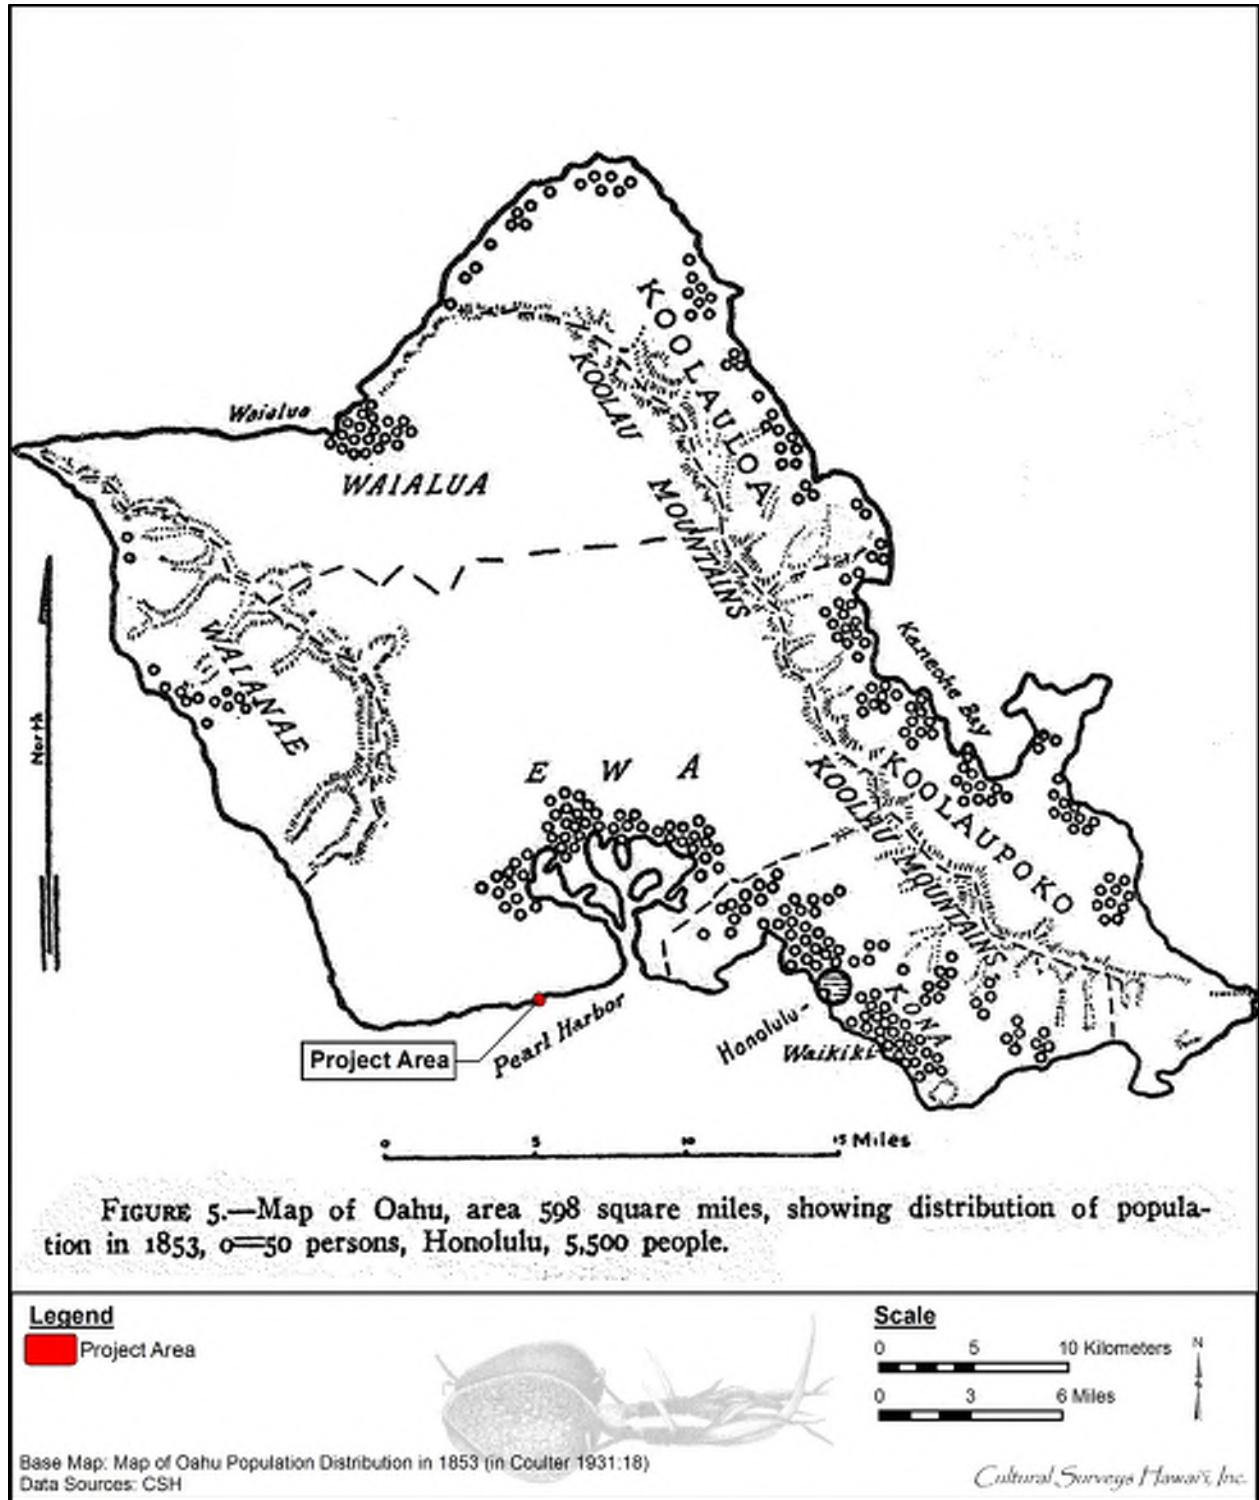 KOOLAULOA
KOOLAU
MOUNTAINS
Waialua
WAIALUA
WAIANAE
Kaneohe Bay
North
E W A
KOOLAU MOUNTAINS
KOOLAUPOKO
KONA
Honolulu-
Waikiki-
Pearl Harbor
Project Area
0 5 10 15 Miles
FIGURE 5.—Map of Oahu, area 598 square miles, showing distribution of popula-
tion in 1853, o=50 persons, Honolulu, 5,500 people.
Legend
Project Area
Scale
0 5 10 Kilometers
0 3 6 Miles
N
Base Map: Map of Oahu Population Distribution in 1853 (in Coulter 1931:18)
Data Sources: CSH
Cultural Surveys Hawai'i, Inc.